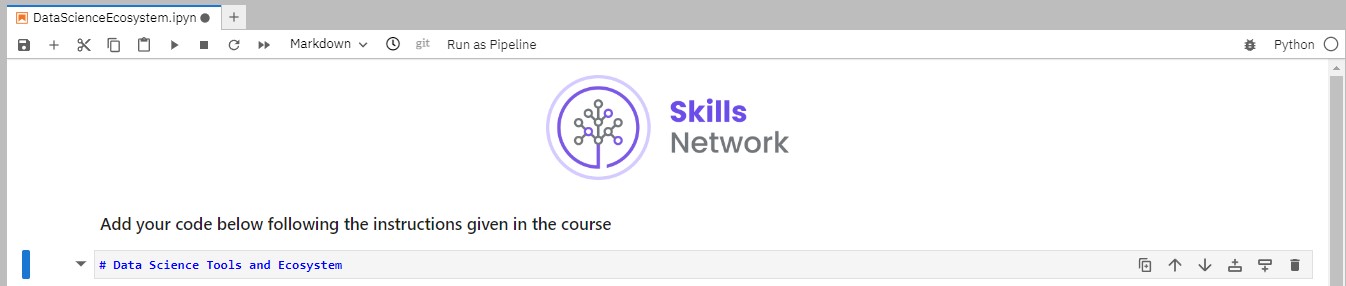 DataScienceEcosystem.ipyn
Markdown git Run as Pipeline Python
Skills
Network
Add your code below following the instructions given in the course
# Data Science Tools and Ecosystem